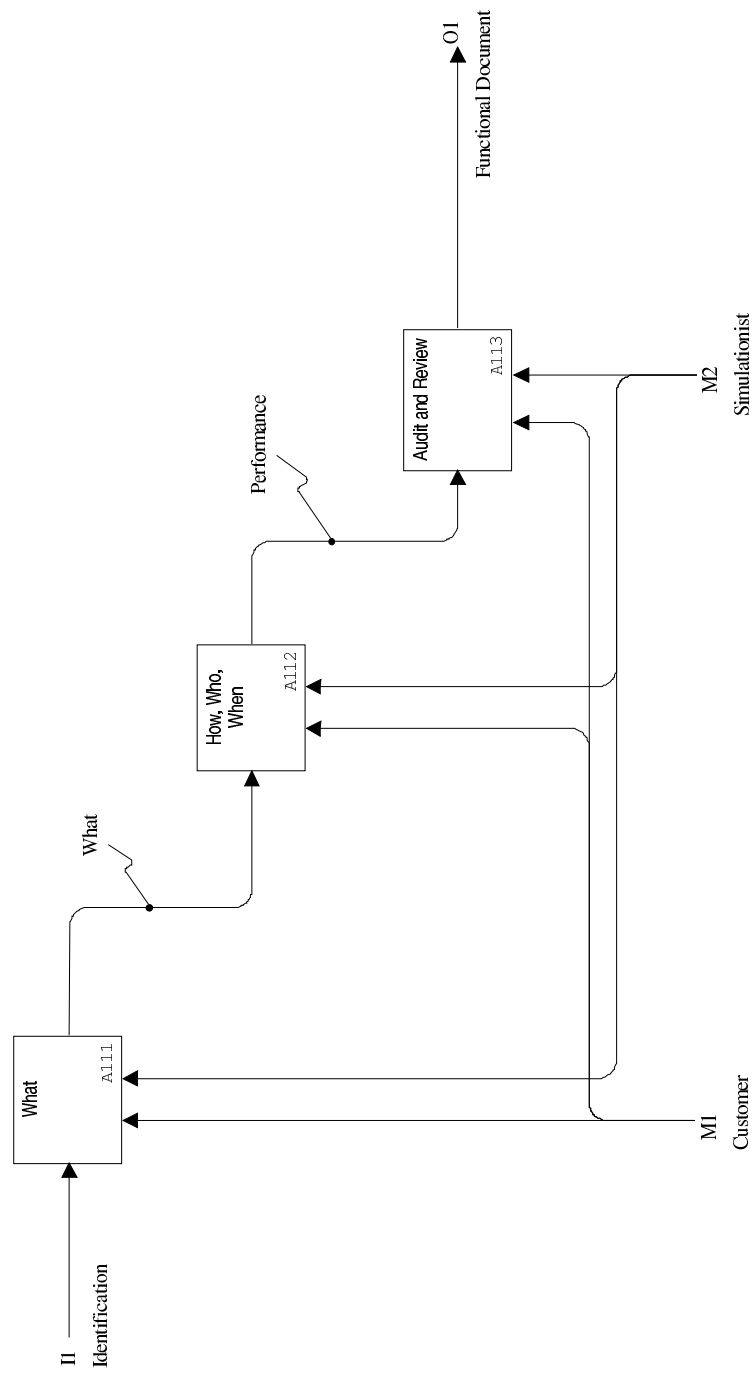 I1
Identification
What
A111
What
How, Who,
When
A112
Performance
Audit and Review
A113
O1
Functional Document
M1
Customer
M2
Simulationist